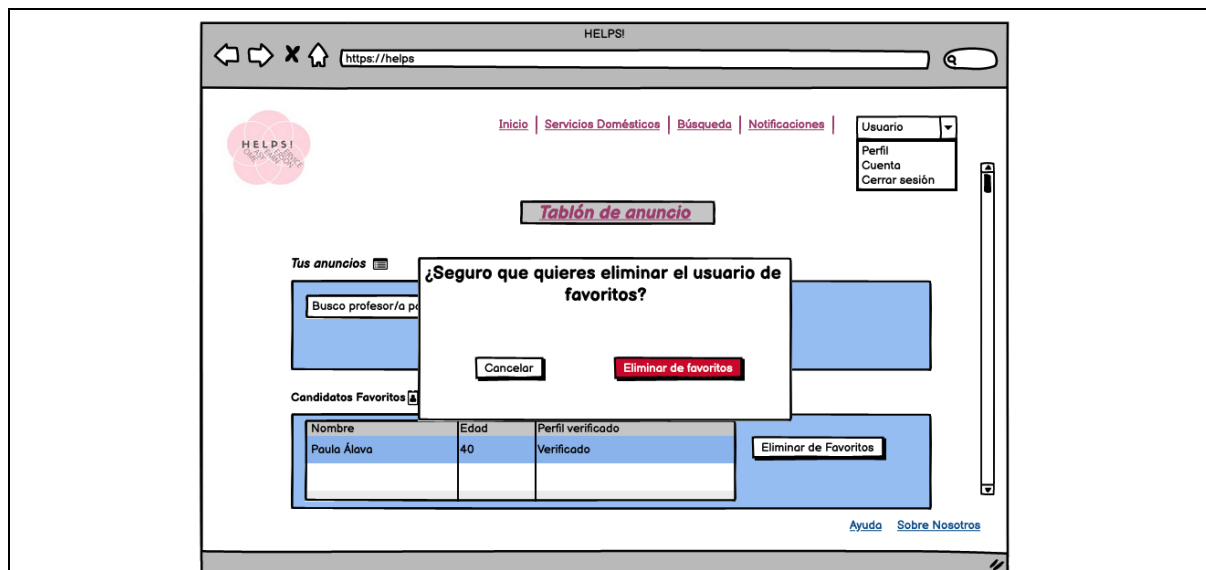 HELPS!
https://helps
Inicio
Servicios Domésticos
Búsqueda
Notificaciones
Usuario
Perfil
Cuenta
Cerrar sesión
HELPS!
Tablón de anuncio
Tus anuncios
¿Seguro que quieres eliminar el usuario de
favoritos?
Busco profesor/a
Cancelar
Eliminar de favoritos
Candidatos Favoritos
Nombre Edad Perfil verificado
Paula Álava 40 Verificado
Eliminar de Favoritos
Ayuda
Sobre Nosotros